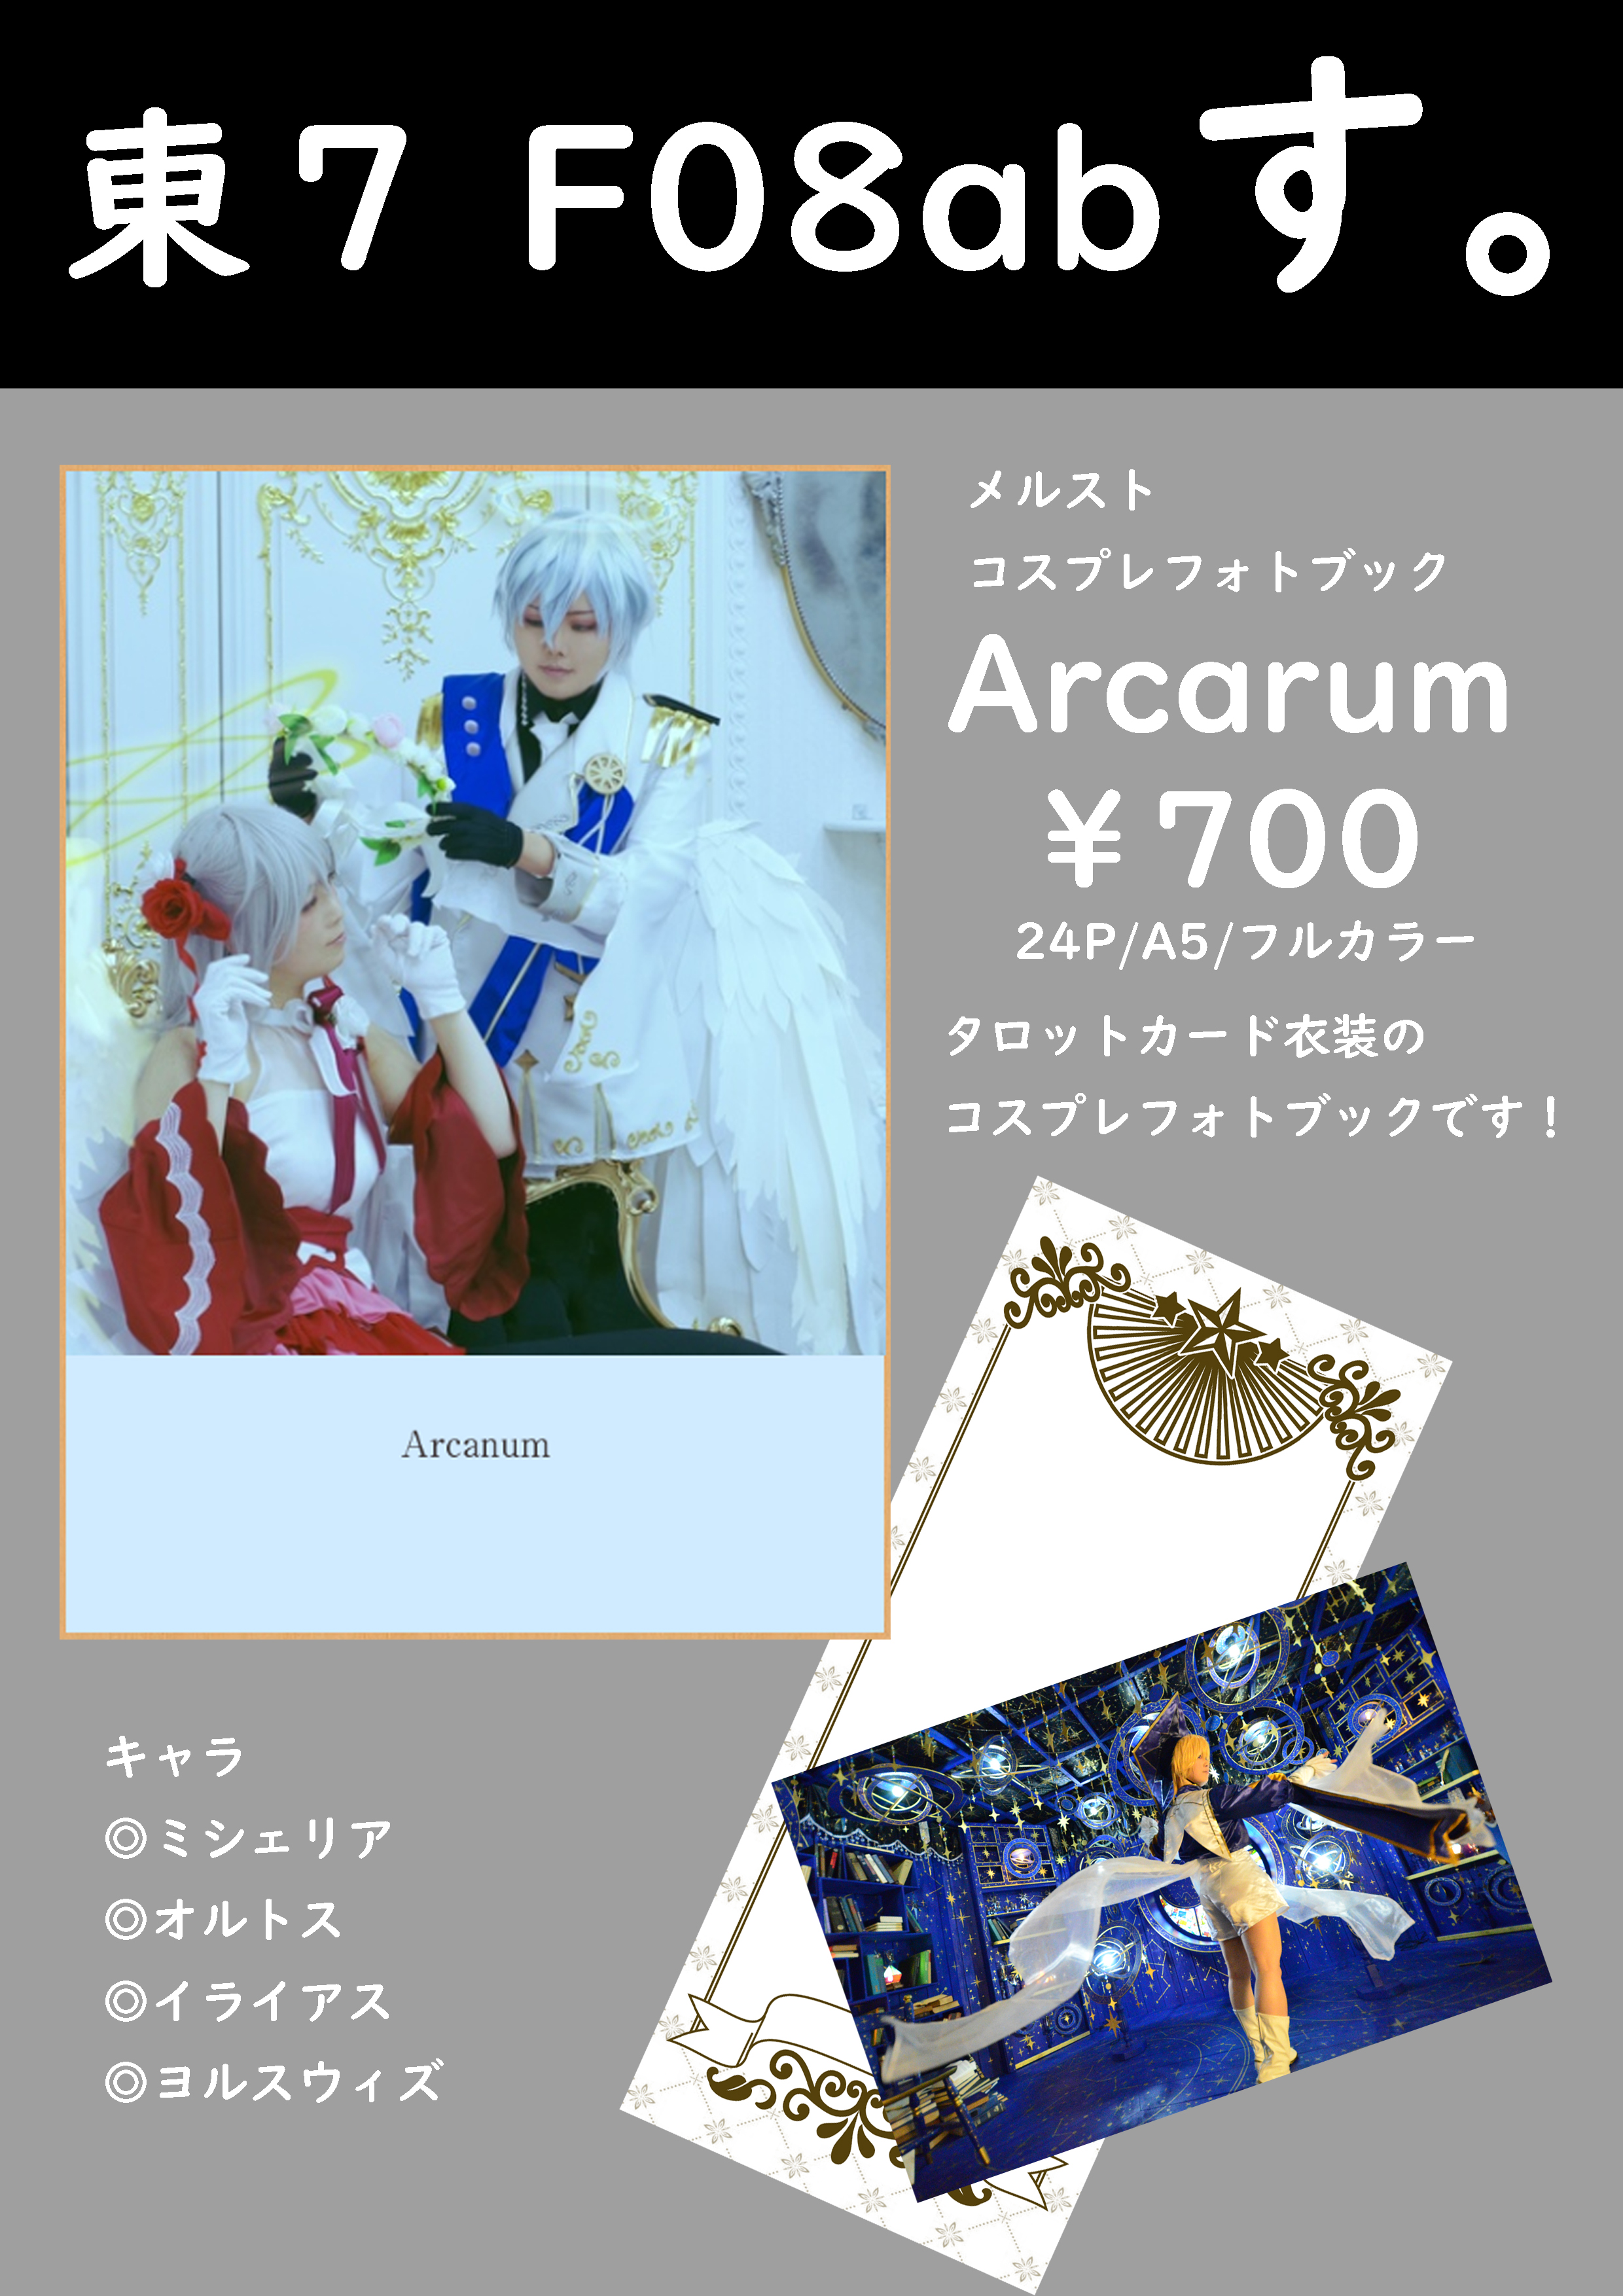 東７ F08abす。
メルスト
コスプレフォトブック
Arcarum
￥700
24P/A5/フルカラー
タロットカード衣装の
コスプレフォトブックです！
Arcanum
キャラ
◎ミシェリア
◎オルトス
◎イライアス
◎ヨルスウィズ